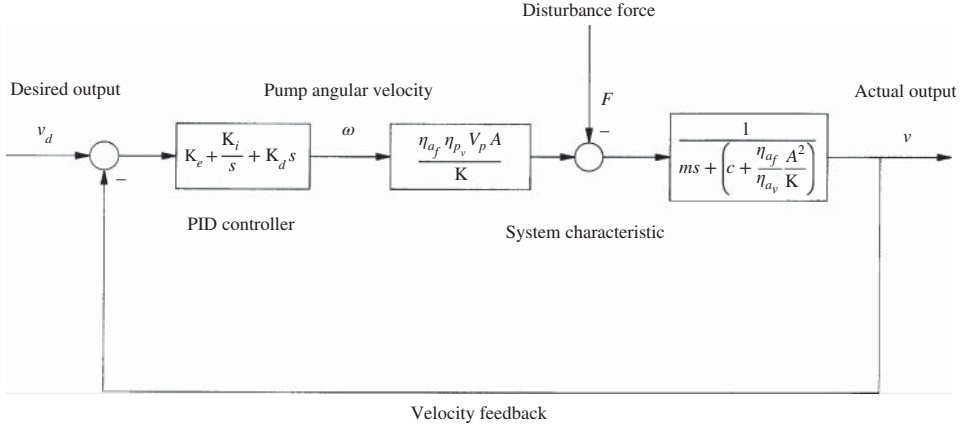 Disturbance force
Desired output
Pump angular velocity
F
Actual output
v_d
ω
−
v
−
K_e + K_i/s + K_d s
η_{a_f} η_{p_v} V_p A / K
1 / (ms + (c + (η_{a_f}/η_{a_v}) (A²/K)))
PID controller
System characteristic
Velocity feedback